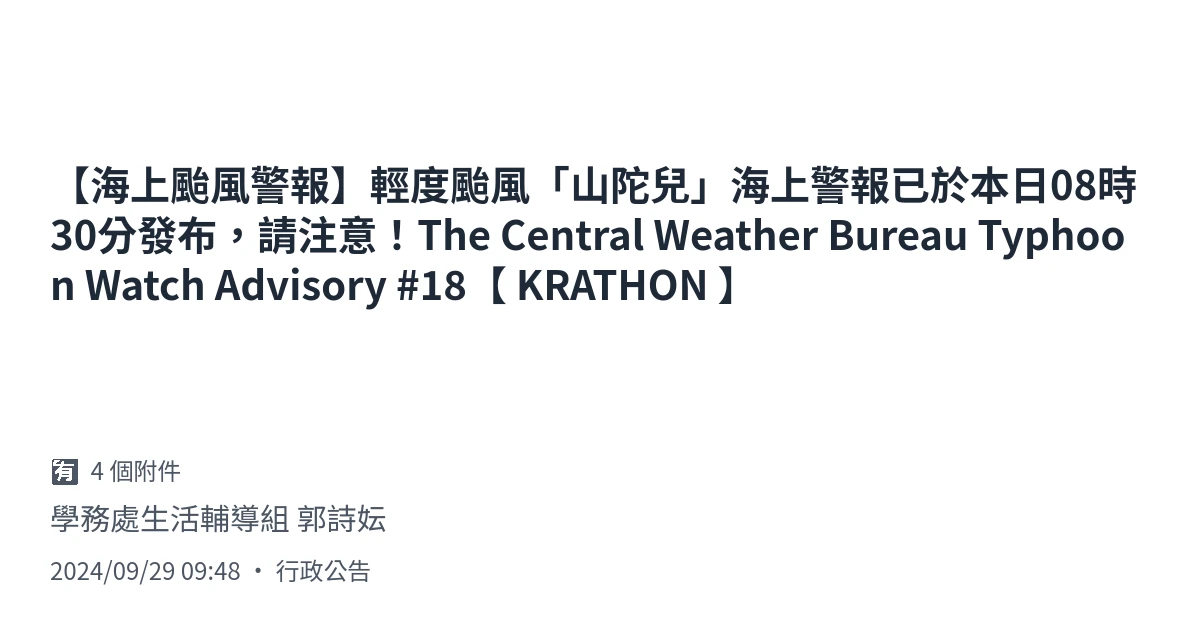 【海上颱風警報】輕度颱風「山陀兒」海上警報已於本日08時
30分發布，請注意！The Central Weather Bureau Typhoo
n Watch Advisory #18【 KRATHON 】
有 4 個附件
學務處生活輔導組 郭詩妘
2024/09/29 09:48 • 行政公告